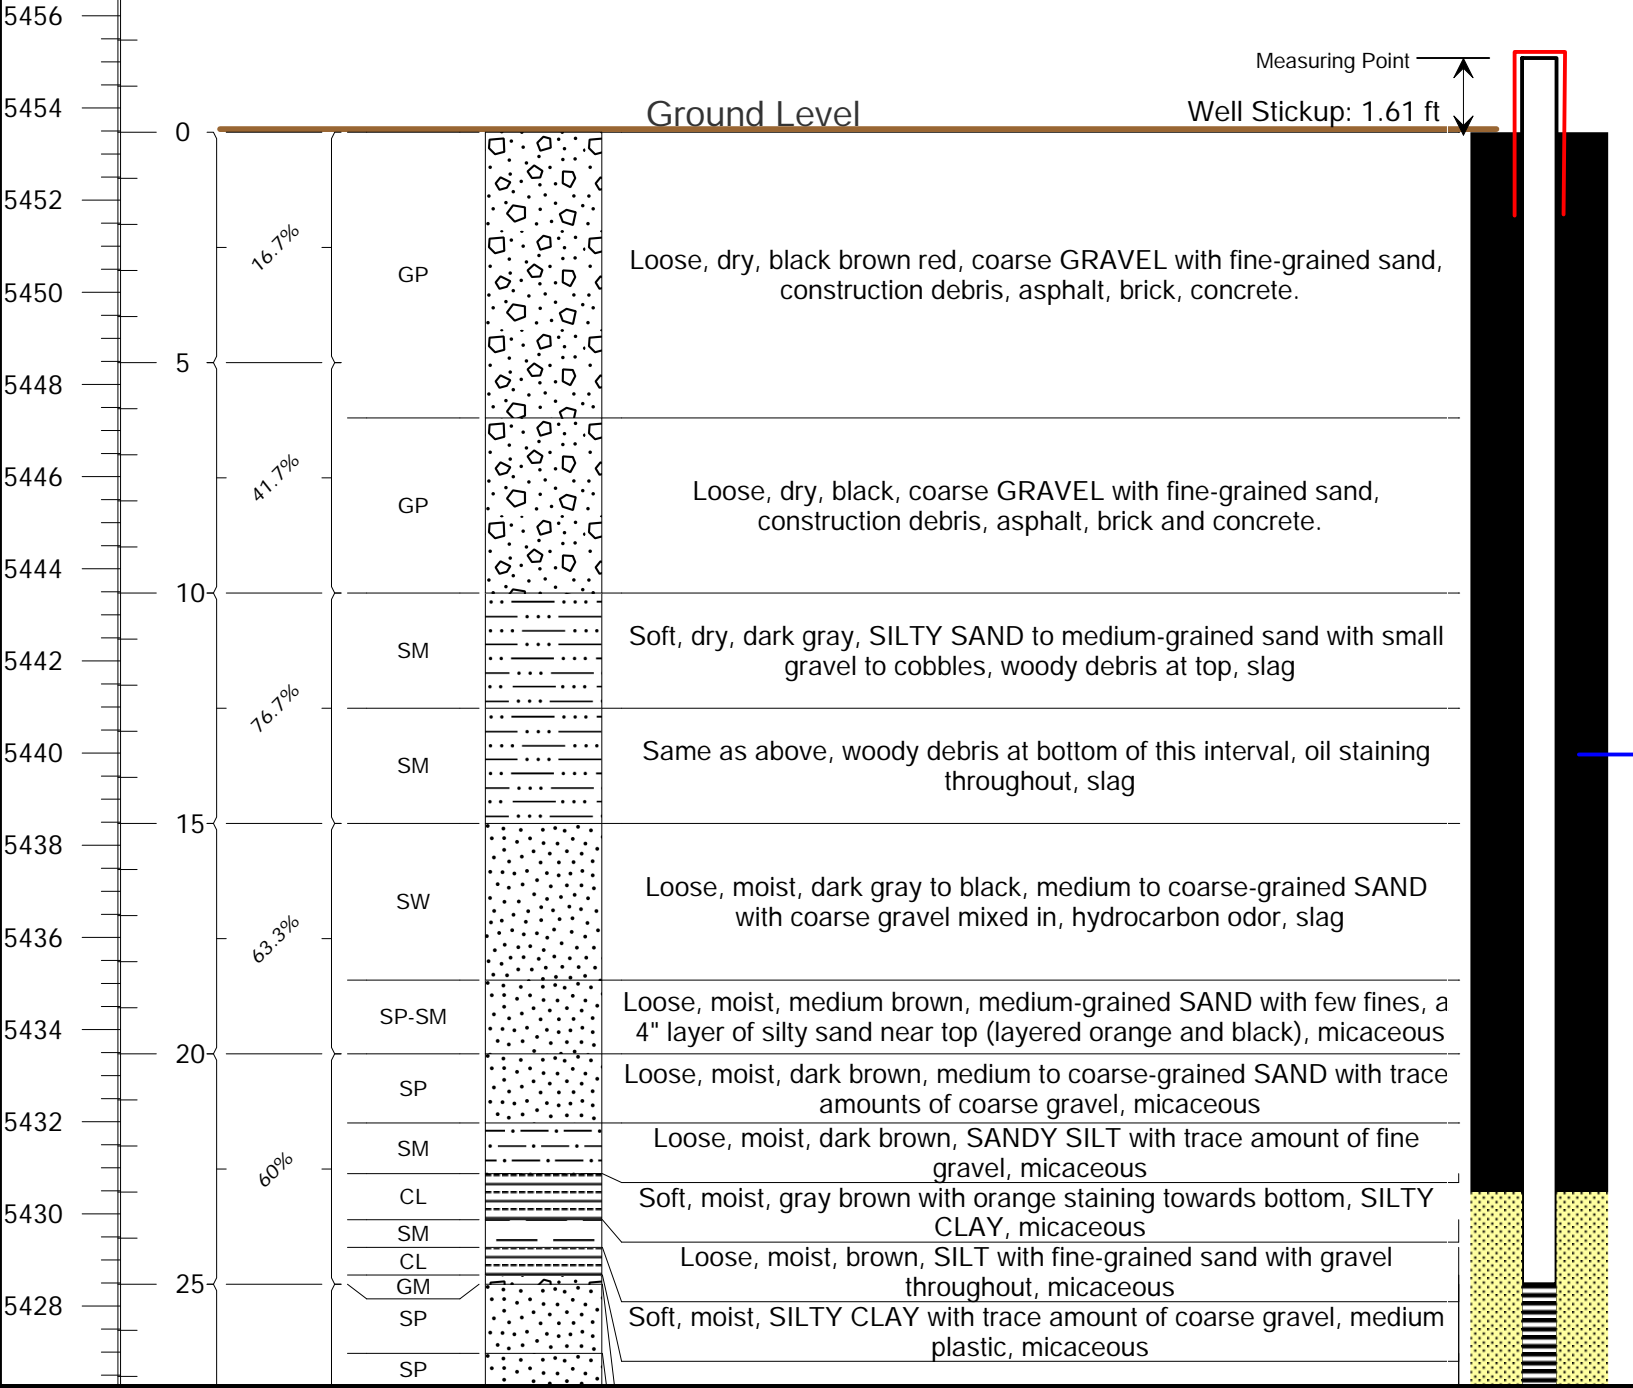 5456
Measuring Point
5454
Ground Level
Well Stickup: 1.61 ft
0
5452
16.7%
GP
Loose, dry, black brown red, coarse GRAVEL with fine-grained sand,
construction debris, asphalt, brick, concrete.
5450
5
5448
5446
41.7%
GP
Loose, dry, black, coarse GRAVEL with fine-grained sand,
construction debris, asphalt, brick and concrete.
5444
10
5442
SM
Soft, dry, dark gray, SILTY SAND to medium-grained sand with small
gravel to cobbles, woody debris at top, slag
76.7%
5440
SM
Same as above, woody debris at bottom of this interval, oil staining
throughout, slag
15
5438
SW
Loose, moist, dark gray to black, medium to coarse-grained SAND
with coarse gravel mixed in, hydrocarbon odor, slag
5436
63.3%
5434
SP-SM
Loose, moist, medium brown, medium-grained SAND with few fines, a
4" layer of silty sand near top (layered orange and black), micaceous
20
SP
Loose, moist, dark brown, medium to coarse-grained SAND with trace
amounts of coarse gravel, micaceous
5432
SM
Loose, moist, dark brown, SANDY SILT with trace amount of fine
gravel, micaceous
60%
CL
Soft, moist, gray brown with orange staining towards bottom, SILTY
CLAY, micaceous
5430
SM
Loose, moist, brown, SILT with fine-grained sand with gravel
throughout, micaceous
CL
25
GM
5428
SP
Soft, moist, SILTY CLAY with trace amount of coarse gravel, medium
plastic, micaceous
SP